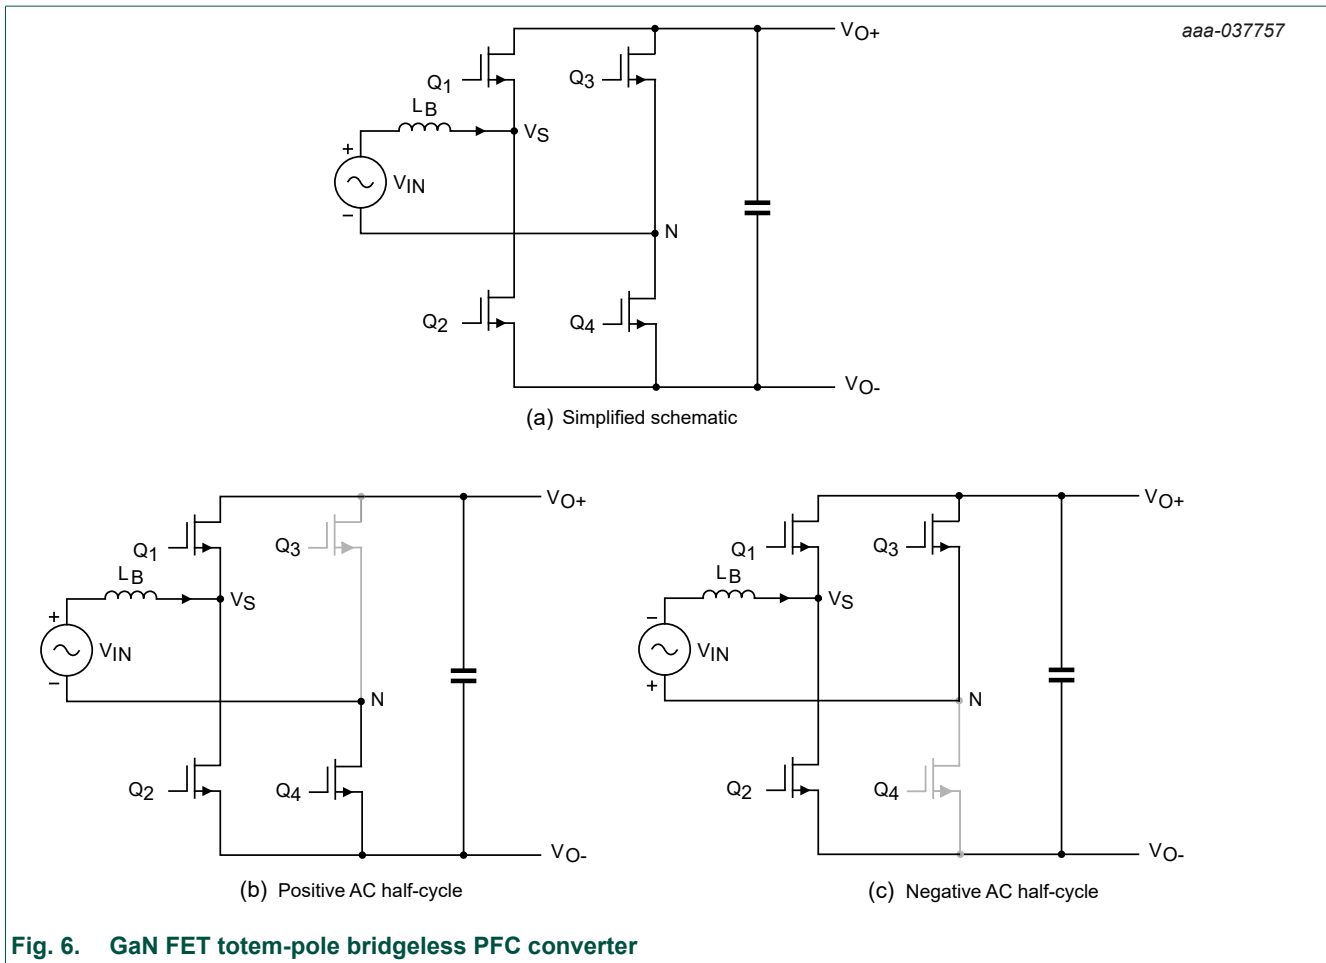 aaa-037757
VO+
Q1
Q3
LB
VS
+
VIN
−
N
Q2
Q4
VO-
(a) Simplified schematic
VO+
Q1
Q3
LB
VS
+
VIN
−
N
Q2
Q4
VO-
(b) Positive AC half-cycle
VO+
Q1
Q3
LB
VS
−
VIN
+
N
Q2
Q4
VO-
(c) Negative AC half-cycle
Fig. 6. GaN FET totem-pole bridgeless PFC converter